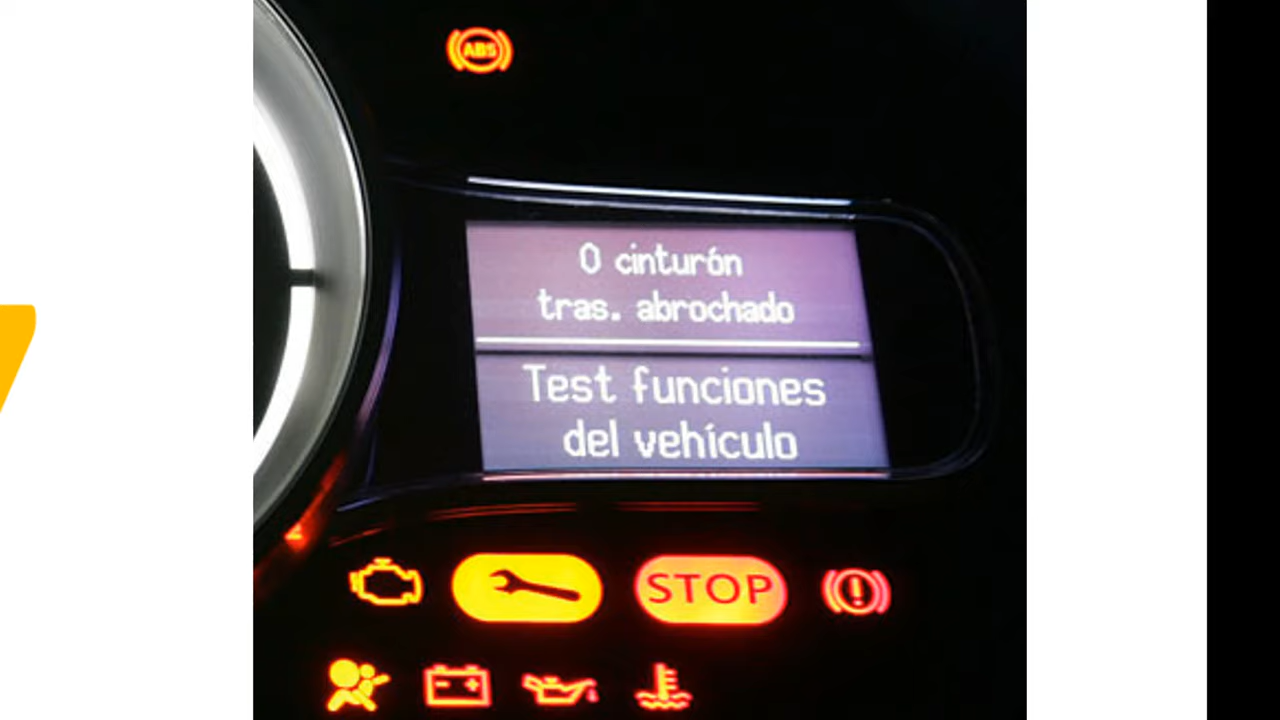 ABS
0 cinturón
tras. abrochado
Test funciones
del vehículo
STOP